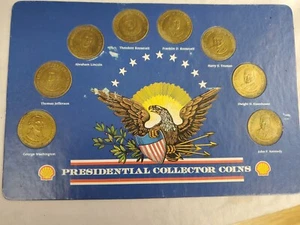 Theodore Roosevelt
Franklin D. Roosevelt
Abraham Lincoln
Harry S. Truman
Thomas Jefferson
Dwight D. Eisenhower
George Washington
John F. Kennedy
PRESIDENTIAL COLLECTOR COINS